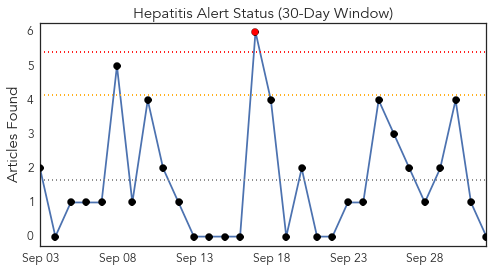 Hepatitis Alert Status (30-Day Window)
Articles Found
6
5
4
3
2
1
0
Sep 03 Sep 08 Sep 13 Sep 18 Sep 23 Sep 28